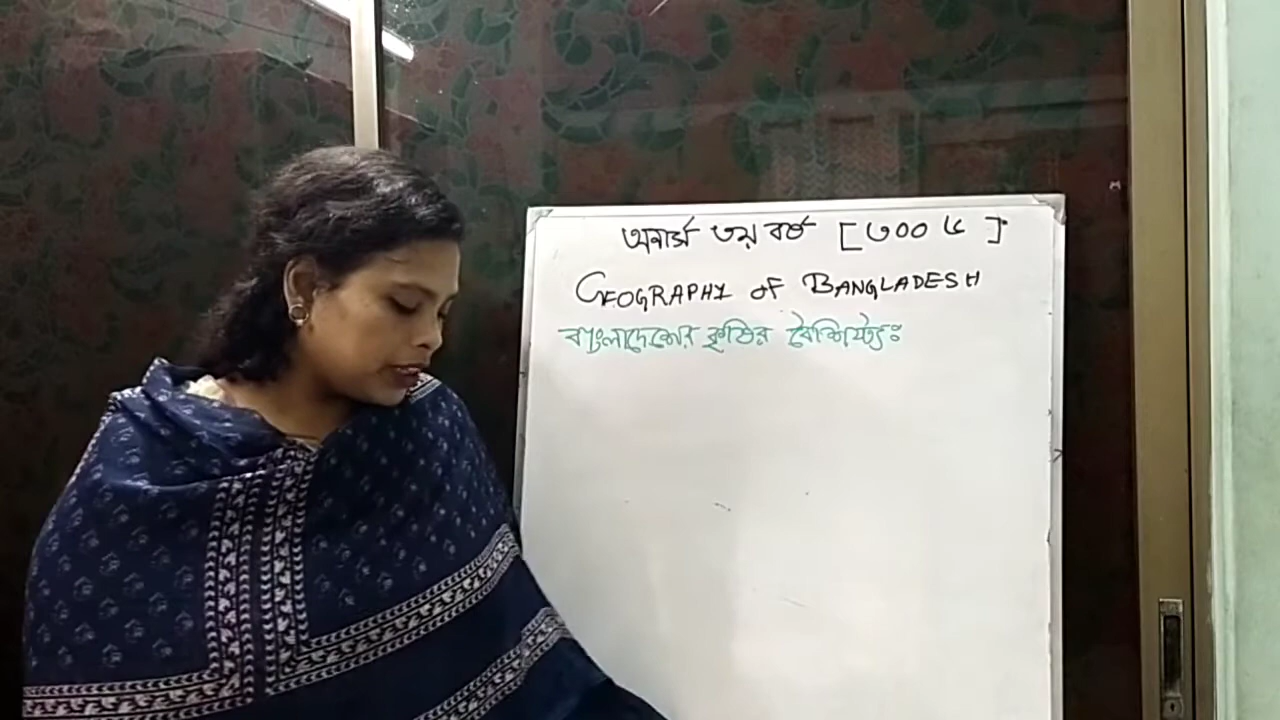 অনার্স ৩য় বর্ষ [৩০০৫]
GEOGRAPHY OF BANGLADESH
বাংলাদেশের কৃষির বৈশিষ্ট্যঃ